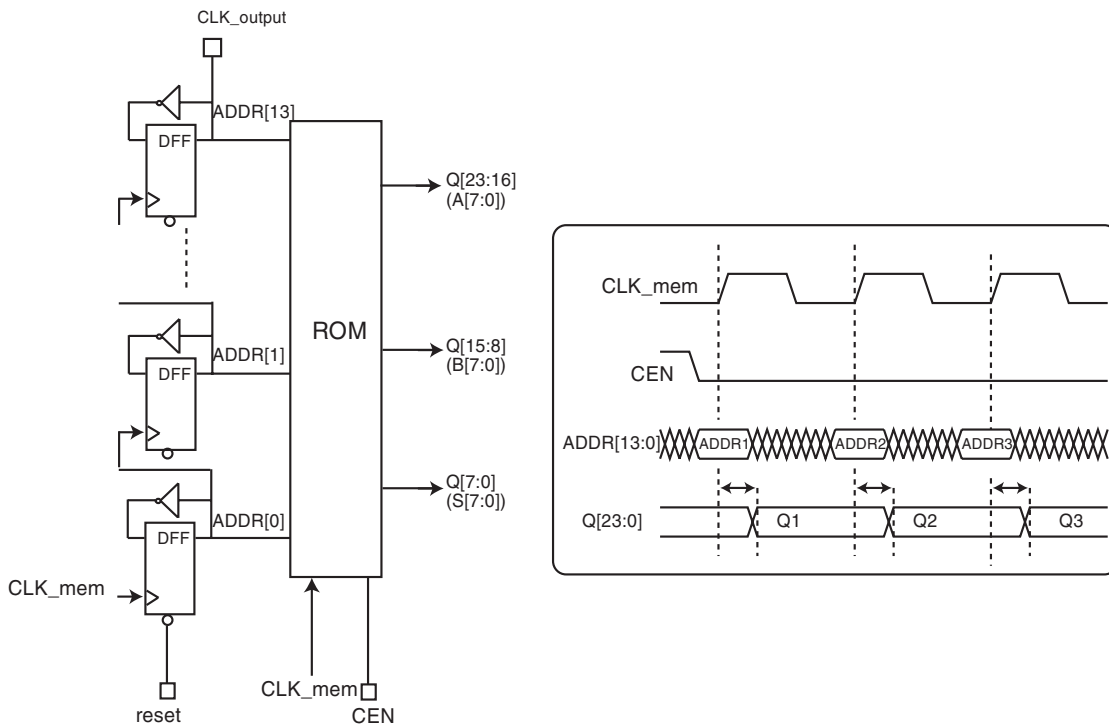 CLK_output
ADDR[13]
DFF
Q[23:16]
(A[7:0])
ROM
ADDR[1]
DFF
Q[15:8]
(B[7:0])
ADDR[0]
DFF
Q[7:0]
(S[7:0])
CLK_mem
CLK_mem
reset
CEN
CLK_mem
CEN
ADDR[13:0]
ADDR1
ADDR2
ADDR3
Q[23:0]
Q1
Q2
Q3